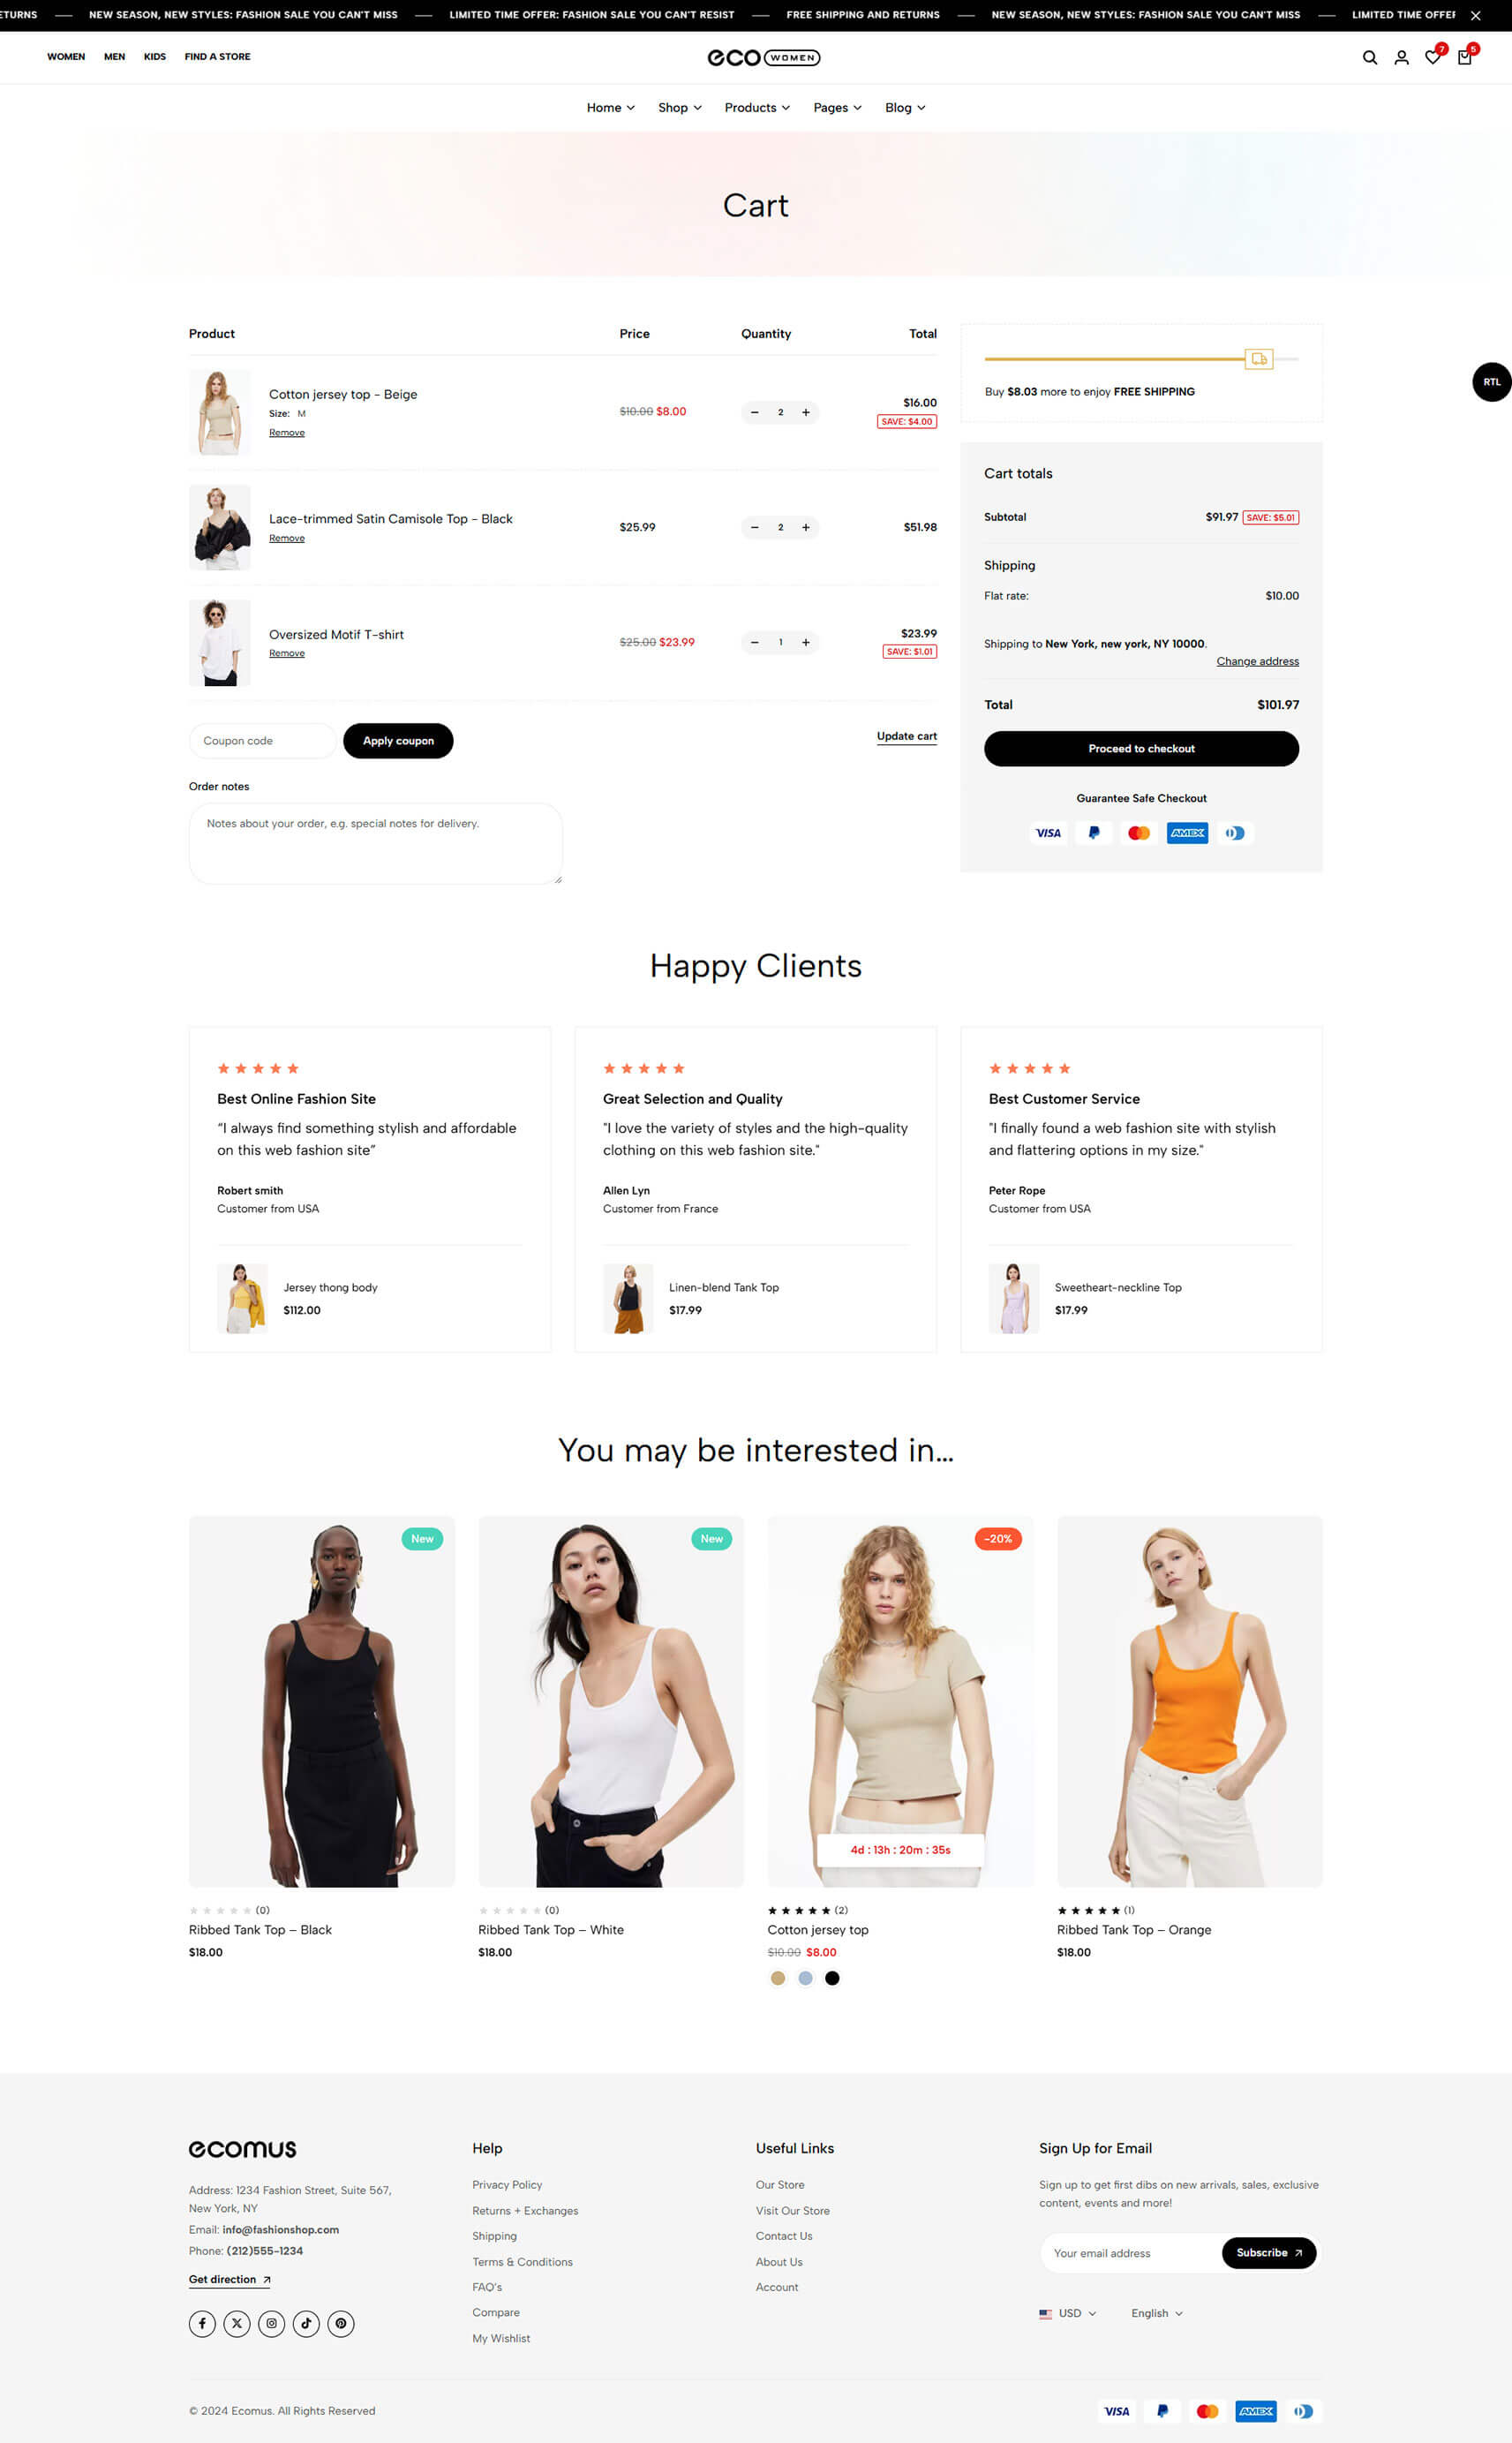 ETURNS — NEW SEASON, NEW STYLES: FASHION SALE YOU CAN'T MISS — LIMITED TIME OFFER: FASHION SALE YOU CAN'T RESIST — FREE SHIPPING AND RETURNS — NEW SEASON, NEW STYLES: FASHION SALE YOU CAN'T MISS — LIMITED TIME OFFER
WOMEN MEN KIDS FIND A STORE
eco WOMEN
7 5
Home Shop Products Pages Blog
Cart
Product Price Quantity Total
Cotton jersey top - Beige
Size: M
Remove
$10.00 $8.00
− 2 +
$16.00
SAVE: $4.00
Lace-trimmed Satin Camisole Top - Black
Remove
$25.99
− 2 +
$51.98
Oversized Motif T-shirt
Remove
$25.00 $23.99
− 1 +
$23.99
SAVE: $1.01
Coupon code
Apply coupon
Update cart
Order notes
Notes about your order, e.g. special notes for delivery.
Buy $8.03 more to enjoy FREE SHIPPING
RTL
Cart totals
Subtotal $91.97 SAVE: $5.01
Shipping
Flat rate: $10.00
Shipping to New York, new york, NY 10000.
Change address
Total $101.97
Proceed to checkout
Guarantee Safe Checkout
VISA AMEX
Happy Clients
Best Online Fashion Site
“I always find something stylish and affordable
on this web fashion site”
Robert smith
Customer from USA
Jersey thong body
$112.00
Great Selection and Quality
"I love the variety of styles and the high-quality
clothing on this web fashion site."
Allen Lyn
Customer from France
Linen-blend Tank Top
$17.99
Best Customer Service
"I finally found a web fashion site with stylish
and flattering options in my size."
Peter Rope
Customer from USA
Sweetheart-neckline Top
$17.99
You may be interested in…
New
(0)
Ribbed Tank Top – Black
$18.00
New
(0)
Ribbed Tank Top – White
$18.00
-20%
4d : 13h : 20m : 35s
(2)
Cotton jersey top
$10.00 $8.00
(1)
Ribbed Tank Top – Orange
$18.00
ecomus
Address: 1234 Fashion Street, Suite 567,
New York, NY
Email: info@fashionshop.com
Phone: (212)555-1234
Get direction
Help
Privacy Policy
Returns + Exchanges
Shipping
Terms & Conditions
FAQ's
Compare
My Wishlist
Useful Links
Our Store
Visit Our Store
Contact Us
About Us
Account
Sign Up for Email
Sign up to get first dibs on new arrivals, sales, exclusive
content, events and more!
Your email address
Subscribe
USD English
© 2024 Ecomus. All Rights Reserved
VISA AMEX